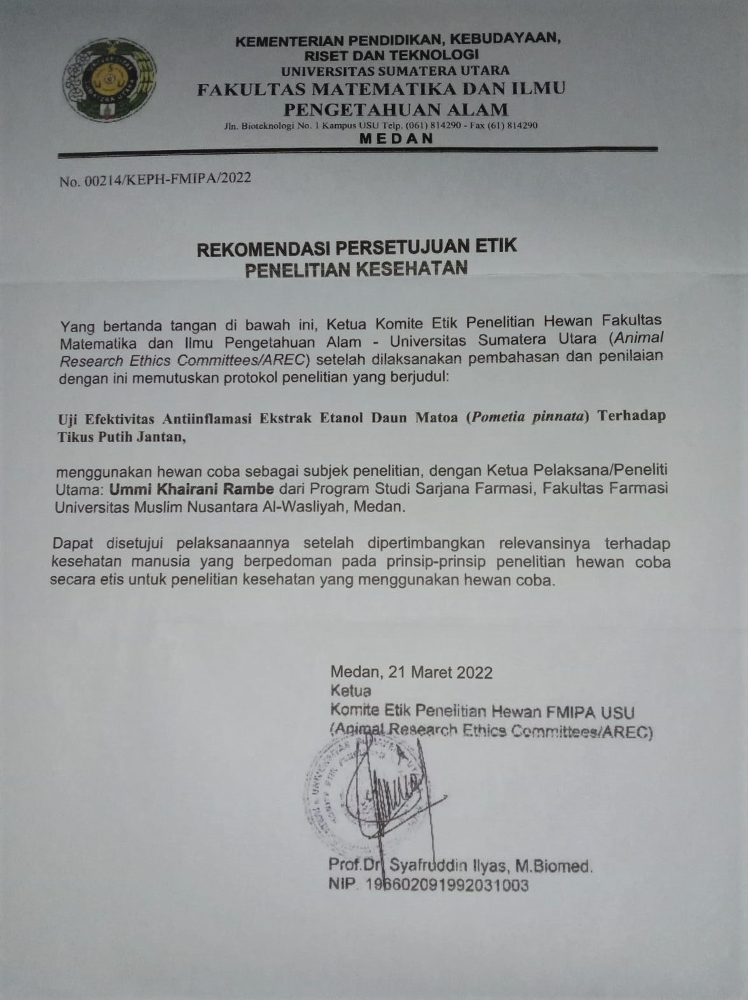 KEMENTERIAN PENDIDIKAN, KEBUDAYAAN,
RISET DAN TEKNOLOGI
UNIVERSITAS SUMATERA UTARA
FAKULTAS MATEMATIKA DAN ILMU
PENGETAHUAN ALAM
Jln. Bioteknologi No. 1 Kampus USU Telp. (061) 814290 - Fax (61) 814290
MEDAN
No. 00214/KEPH-FMIPA/2022
REKOMENDASI PERSETUJUAN ETIK
PENELITIAN KESEHATAN
Yang bertanda tangan di bawah ini, Ketua Komite Etik Penelitian Hewan Fakultas
Matematika dan Ilmu Pengetahuan Alam - Universitas Sumatera Utara (Animal
Research Ethics Committees/AREC) setelah dilaksanakan pembahasan dan penilaian
dengan ini memutuskan protokol penelitian yang berjudul:
Uji Efektivitas Antiinflamasi Ekstrak Etanol Daun Matoa (Pometia pinnata) Terhadap
Tikus Putih Jantan,
menggunakan hewan coba sebagai subjek penelitian, dengan Ketua Pelaksana/Peneliti
Utama: Ummi Khairani Rambe dari Program Studi Sarjana Farmasi, Fakultas Farmasi
Universitas Muslim Nusantara Al-Wasliyah, Medan.
Dapat disetujui pelaksanaannya setelah dipertimbangkan relevansinya terhadap
kesehatan manusia yang berpedoman pada prinsip-prinsip penelitian hewan coba
secara etis untuk penelitian kesehatan yang menggunakan hewan coba.
Medan, 21 Maret 2022
Ketua
Komite Etik Penelitian Hewan FMIPA USU
(Animal Research Ethics Committees/AREC)
Prof.Dr. Syafruddin Ilyas, M.Biomed.
NIP. 196602091992031003